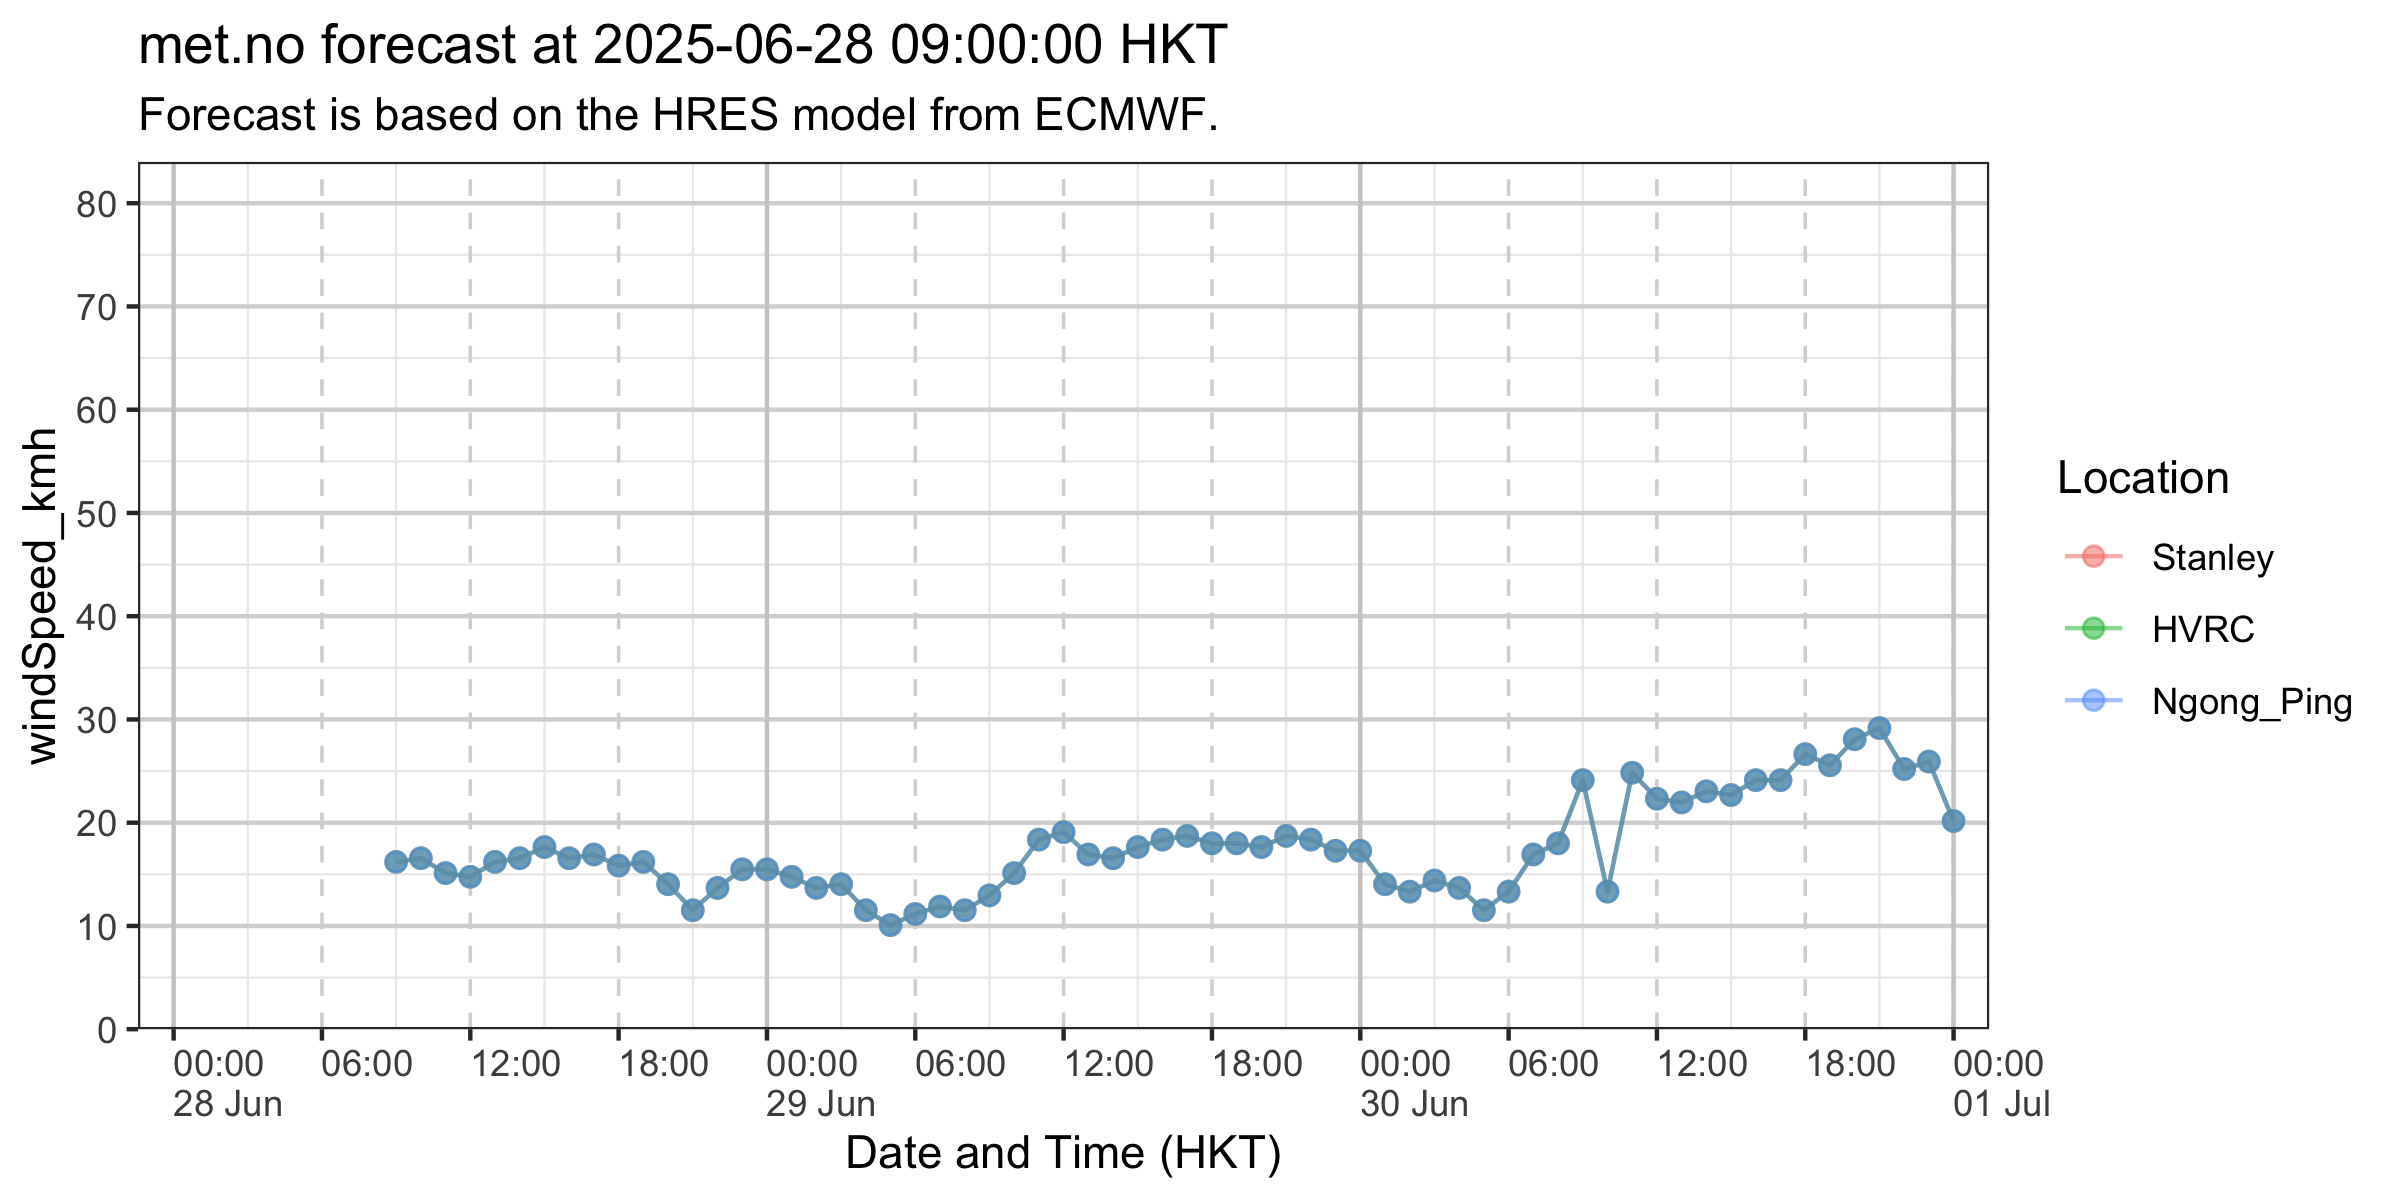 met.no forecast at 2025-06-28 09:00:00 HKT
Forecast is based on the HRES model from ECMWF.
windSpeed_kmh
80
70
60
50
40
30
20
10
0
00:00 06:00 12:00 18:00 00:00 06:00 12:00 18:00 00:00 06:00 12:00 18:00 00:00
28 Jun 29 Jun 30 Jun 01 Jul
Date and Time (HKT)
Location
Stanley
HVRC
Ngong_Ping